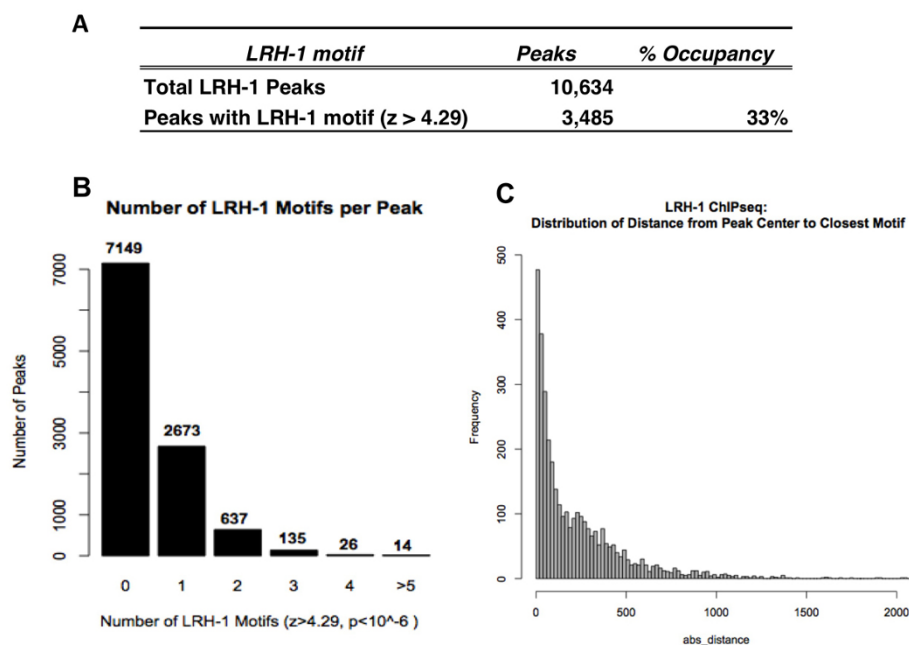 A
LRH-1 motif Peaks % Occupancy
Total LRH-1 Peaks 10,634
Peaks with LRH-1 motif (z > 4.29) 3,485 33%
B
Number of LRH-1 Motifs per Peak
7149
2673
637
135
26
14
7000
5000
3000
1000
0
Number of Peaks
0 1 2 3 4 >5
Number of LRH-1 Motifs (z>4.29, p<10^-6 )
C
LRH-1 ChIPseq:
Distribution of Distance from Peak Center to Closest Motif
500
400
300
200
100
0
Frequency
0 500 1000 1500 2000
abs_distance